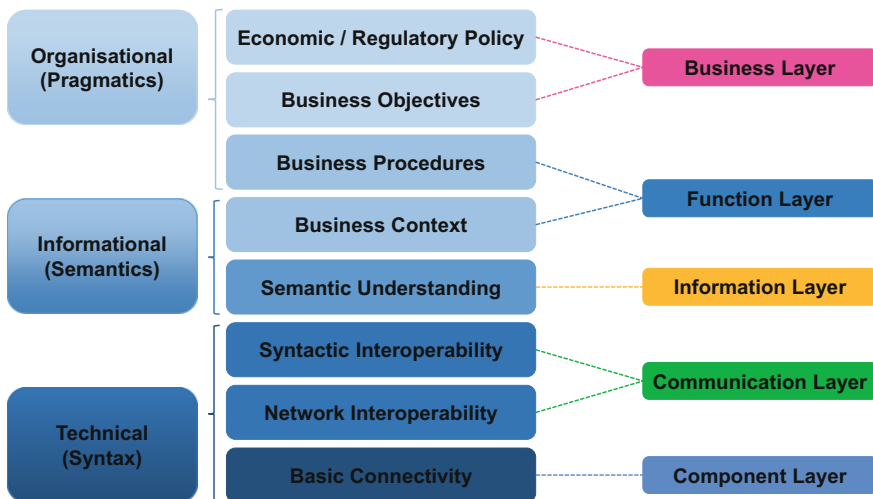 Organisational
(Pragmatics)
Informational
(Semantics)
Technical
(Syntax)
Economic / Regulatory Policy
Business Objectives
Business Procedures
Business Context
Semantic Understanding
Syntactic Interoperability
Network Interoperability
Basic Connectivity
Business Layer
Function Layer
Information Layer
Communication Layer
Component Layer